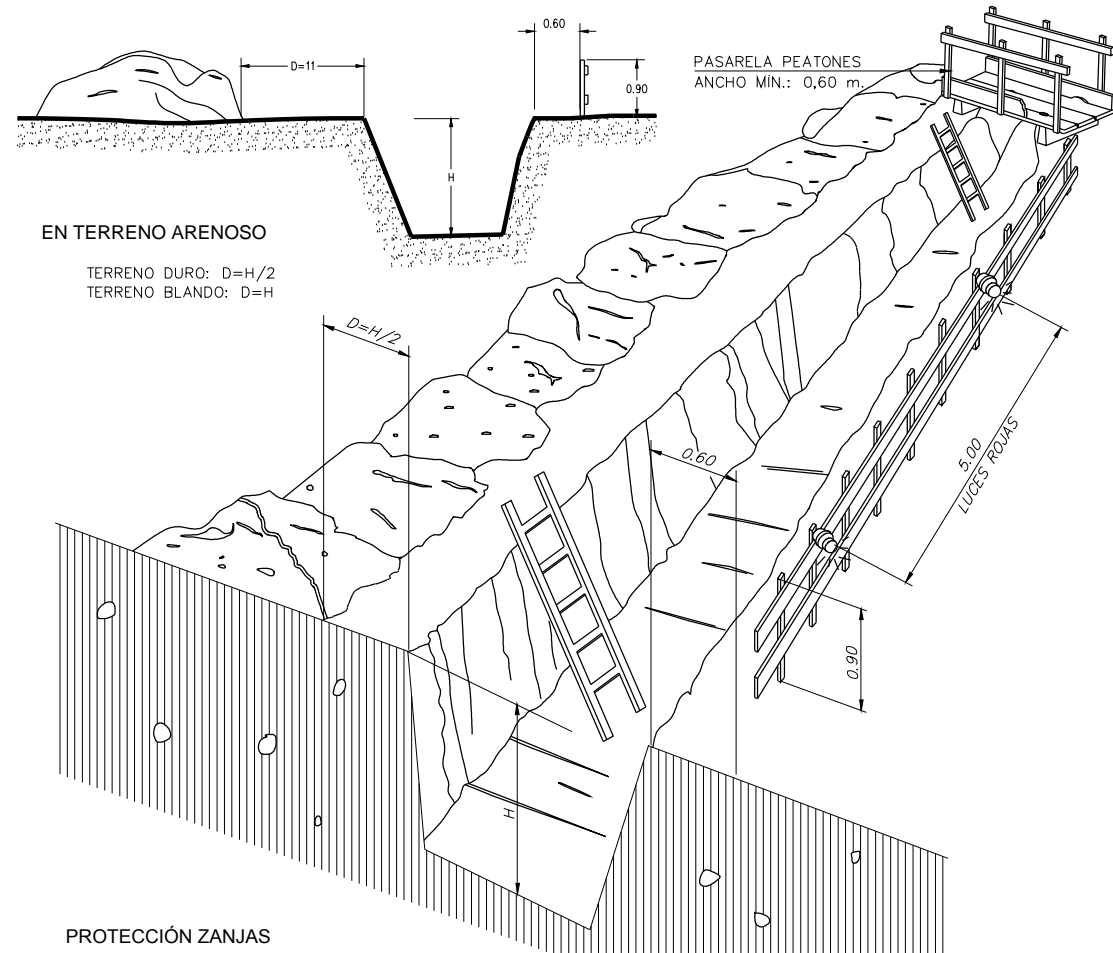 0.60
D=11
0.90
PASARELA PEATONES
ANCHO MÍN.: 0,60 m.
H
EN TERRENO ARENOSO
TERRENO DURO: D=H/2
TERRENO BLANDO: D=H
D=H/2
0.60
5.00
LUCES ROJAS
0.90
H
PROTECCIÓN ZANJAS